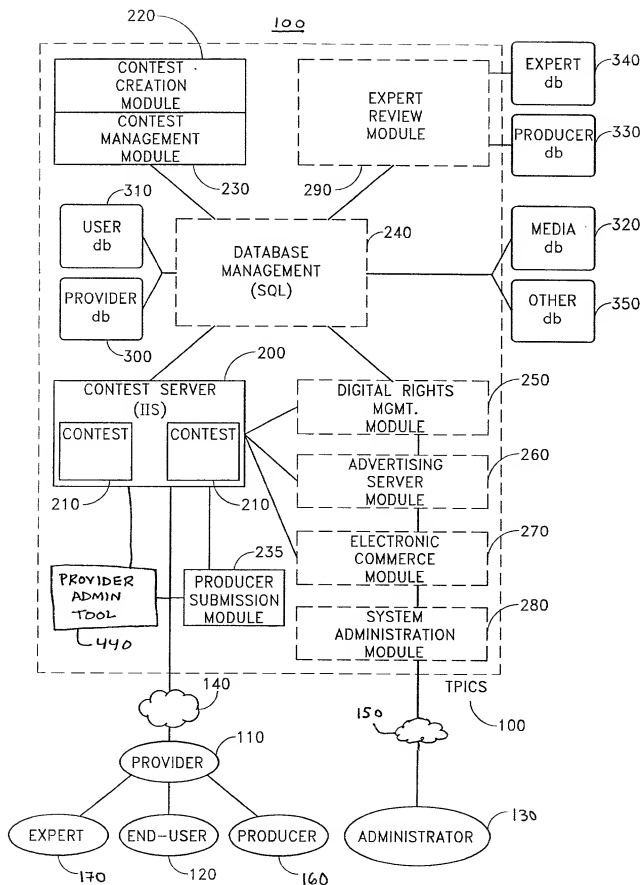 100
220
CONTEST
CREATION
MODULE
CONTEST
MANAGEMENT
MODULE
230
EXPERT
REVIEW
MODULE
290
EXPERT
db
340
PRODUCER
db
330
310
USER
db
PROVIDER
db
300
DATABASE
MANAGEMENT
(SQL)
240
MEDIA
db
320
OTHER
db
350
200
CONTEST SERVER
(IIS)
CONTEST
CONTEST
210
210
DIGITAL RIGHTS
MGMT.
MODULE
250
ADVERTISING
SERVER
MODULE
260
ELECTRONIC
COMMERCE
MODULE
270
SYSTEM
ADMINISTRATION
MODULE
280
235
PROVIDER
ADMIN
TOOL
440
PRODUCER
SUBMISSION
MODULE
TPICS
100
140
150
110
PROVIDER
EXPERT
170
END-USER
120
PRODUCER
160
ADMINISTRATOR
130